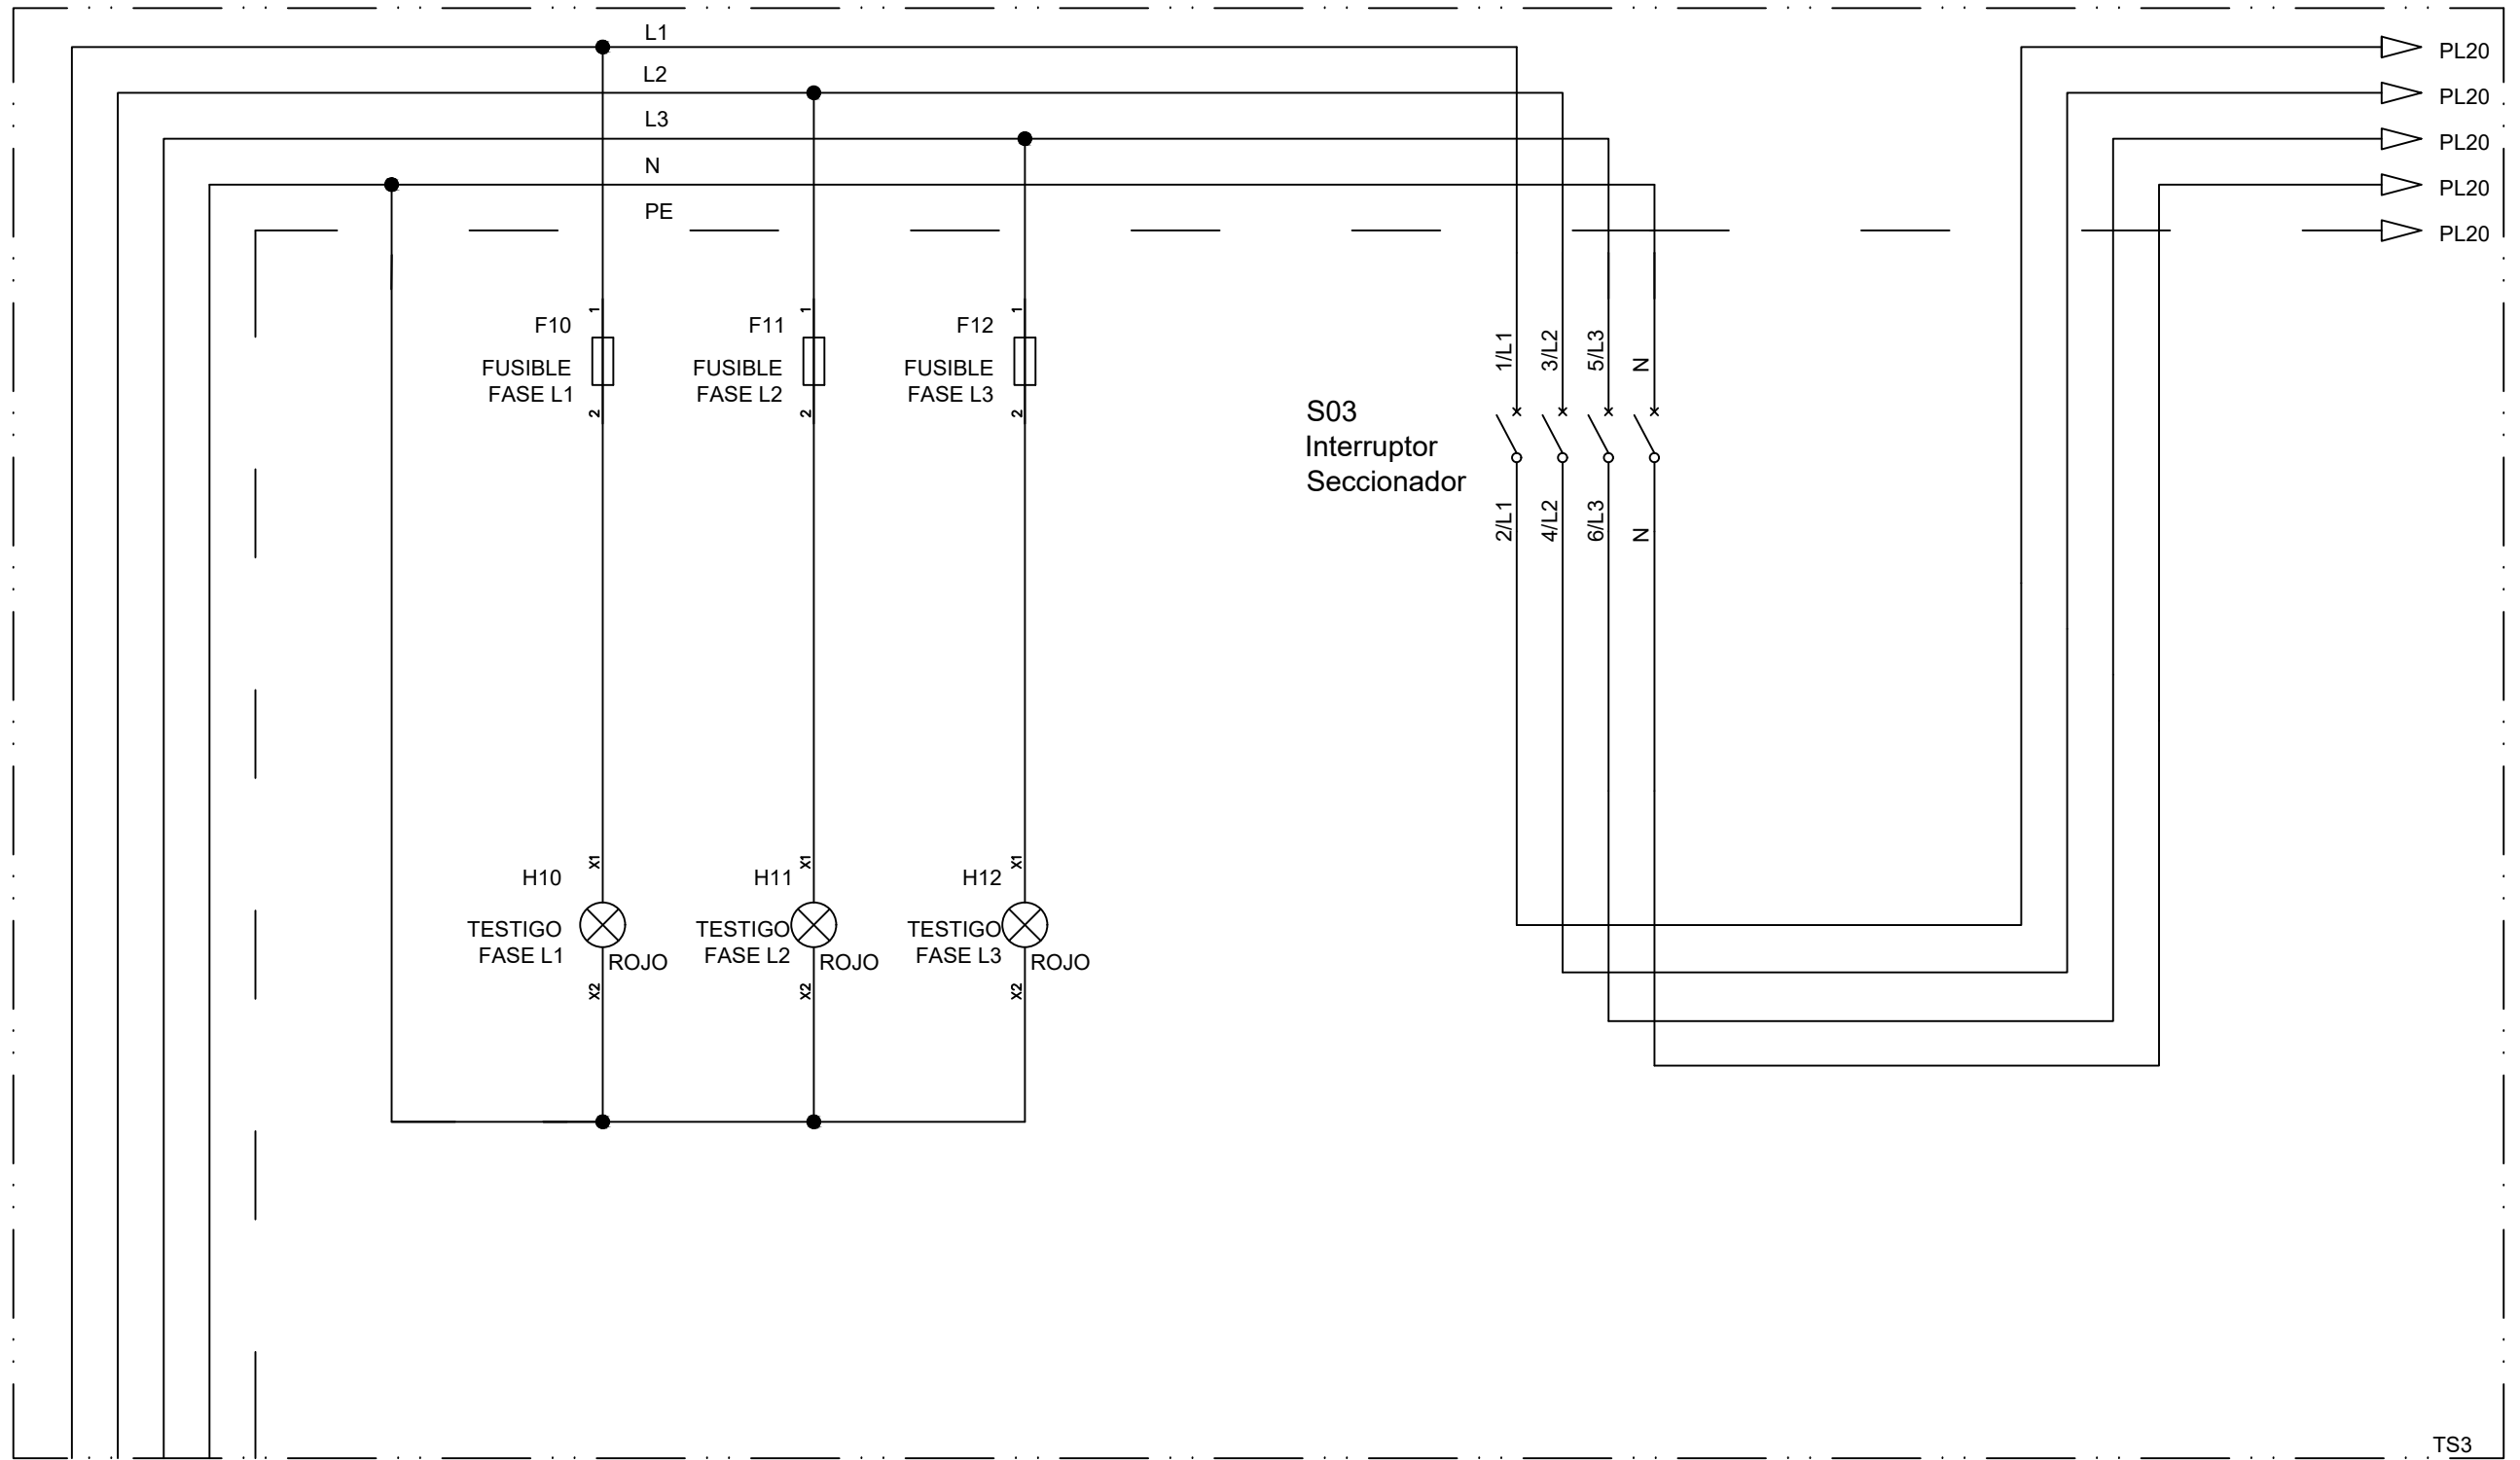 L1
PL20
L2
PL20
L3
PL20
N
PL20
PE
PL20
1
F10
FUSIBLE
FASE L1
2
1
F11
FUSIBLE
FASE L2
2
1
F12
FUSIBLE
FASE L3
2
S03
Interruptor
Seccionador
1/L1
3/L2
5/L3
N
2/L1
4/L2
6/L3
N
X1
H10
TESTIGO
FASE L1
ROJO
X2
X1
H11
TESTIGO
FASE L2
ROJO
X2
X1
H12
TESTIGO
FASE L3
ROJO
X2
TS3